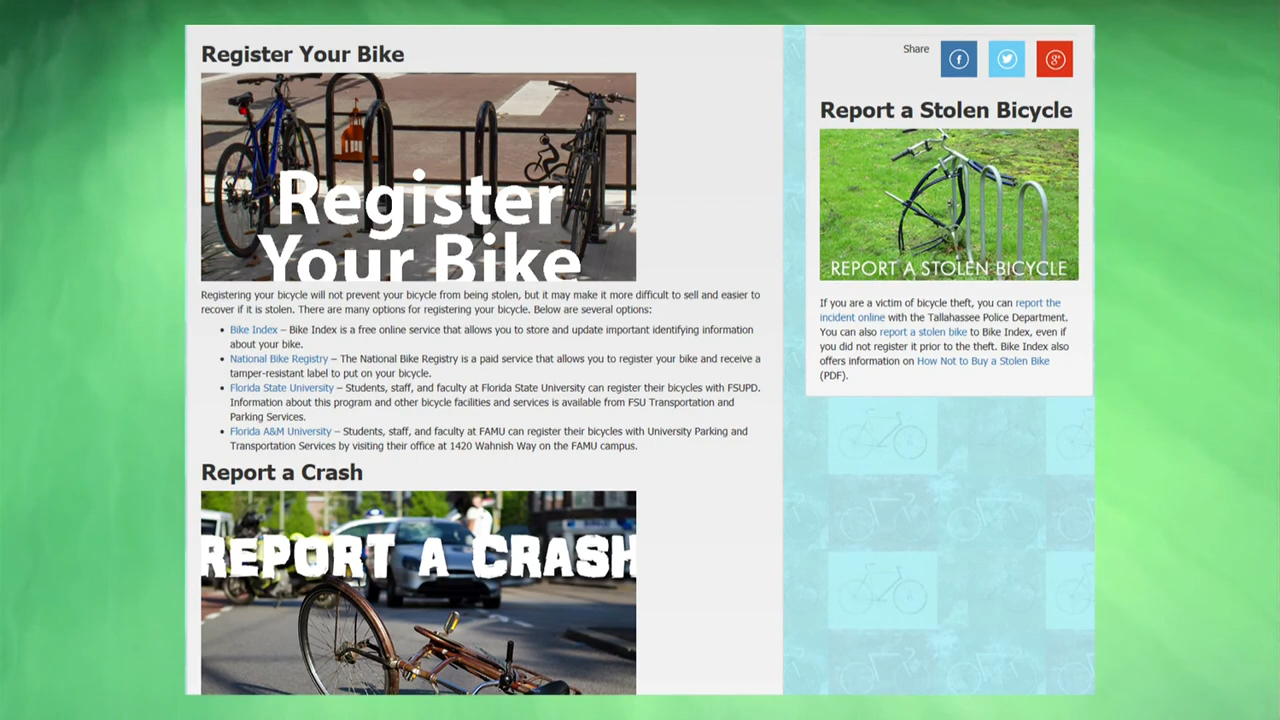 Register Your Bike
Register
Your Bike
Registering your bicycle will not prevent your bicycle from being stolen, but it may make it more difficult to sell and easier to
recover if it is stolen. There are many options for registering your bicycle. Below are several options:
• Bike Index – Bike Index is a free online service that allows you to store and update important identifying information
about your bike.
• National Bike Registry – The National Bike Registry is a paid service that allows you to register your bike and receive a
tamper-resistant label to put on your bicycle.
• Florida State University – Students, staff, and faculty at Florida State University can register their bicycles with FSUPD.
Information about this program and other bicycle facilities and services is available from FSU Transportation and
Parking Services.
• Florida A&M University – Students, staff, and faculty at FAMU can register their bicycles with University Parking and
Transportation Services by visiting their office at 1420 Wahnish Way on the FAMU campus.
Report a Crash
REPORT A CRASH
Share
f
g+
Report a Stolen Bicycle
REPORT A STOLEN BICYCLE
If you are a victim of bicycle theft, you can report the
incident online with the Tallahassee Police Department.
You can also report a stolen bike to Bike Index, even if
you did not register it prior to the theft. Bike Index also
offers information on How Not to Buy a Stolen Bike
(PDF).